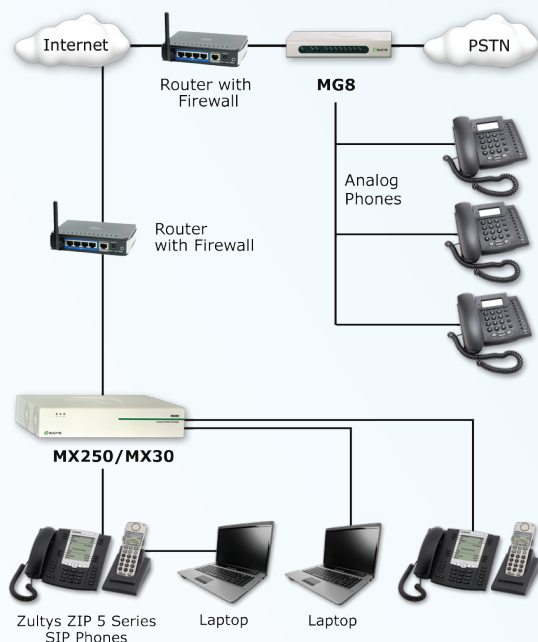 Internet
PSTN
Router with
Firewall
MG8
Analog
Phones
Router
with Firewall
MX250/MX30
Zultys ZIP 5 Series
SIP Phones
Laptop
Laptop